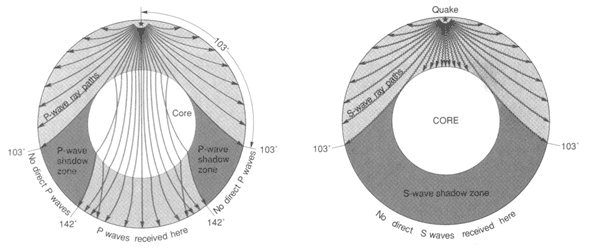 103°
P-wave ray paths
Core
103°
103°
P-wave
shadow
zone
P-wave
shadow
zone
No direct P waves
No direct P waves
142°
142°
P waves received here
Quake
S-wave ray paths
CORE
103°
103°
S-wave shadow zone
No direct S waves received here